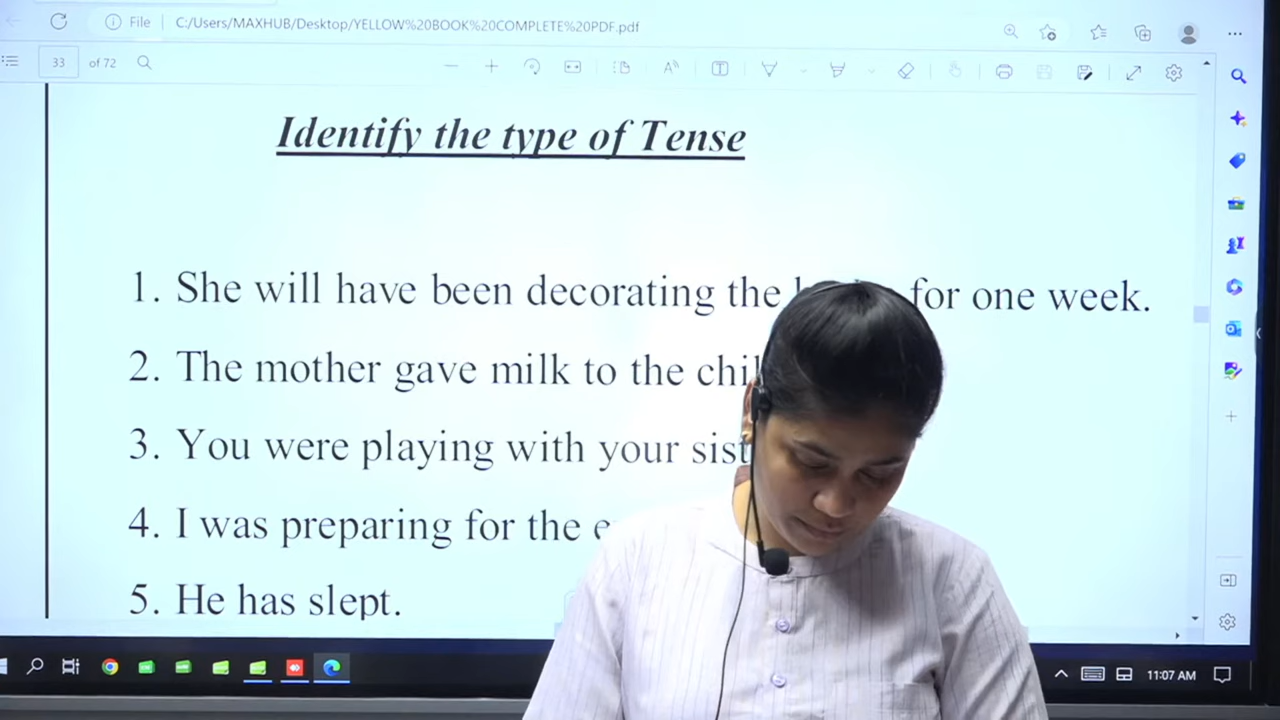 File
C:/Users/MAXHUB/Desktop/YELLOW%20BOOK%20COMPLETE%20PDF.pdf
33 of 72
Identify the type of Tense
1. She will have been decorating the for one week.
2. The mother gave milk to the
3. You were playing with your
4. I was preparing for the
5. He has slept.
11:07 AM